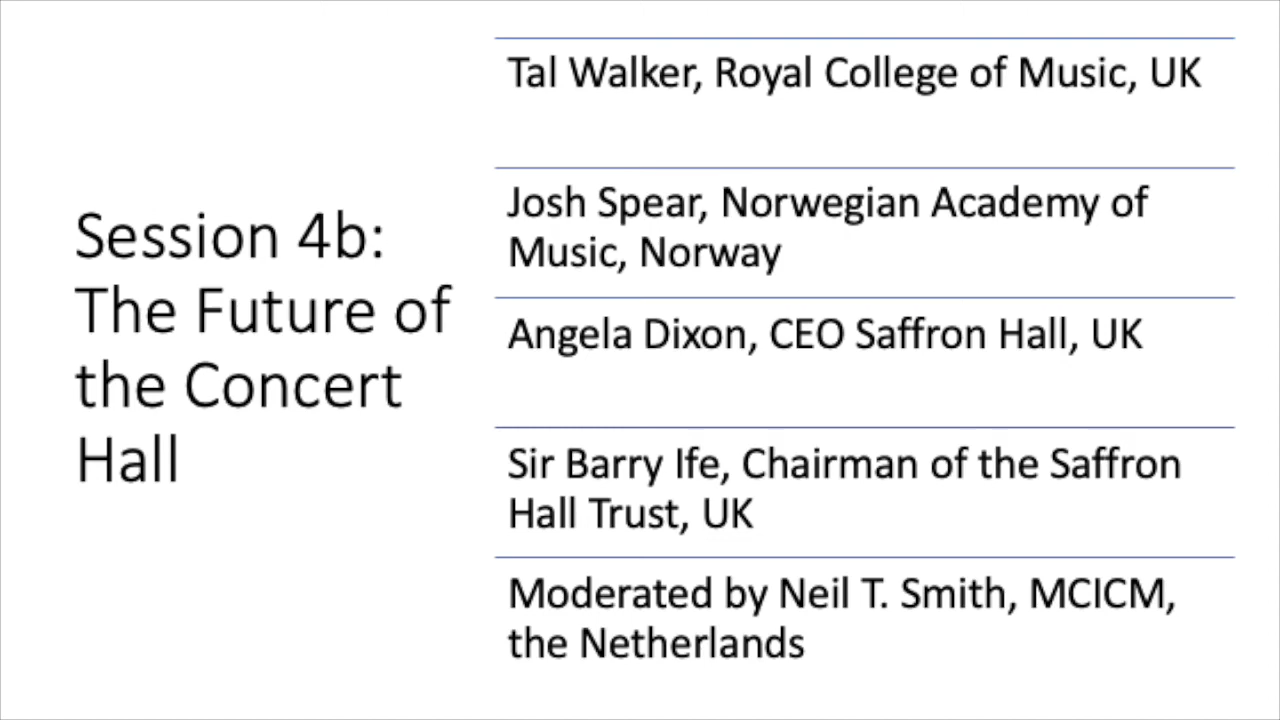 Session 4b:
The Future of
the Concert
Hall
Tal Walker, Royal College of Music, UK
Josh Spear, Norwegian Academy of
Music, Norway
Angela Dixon, CEO Saffron Hall, UK
Sir Barry Ife, Chairman of the Saffron
Hall Trust, UK
Moderated by Neil T. Smith, MCICM,
the Netherlands